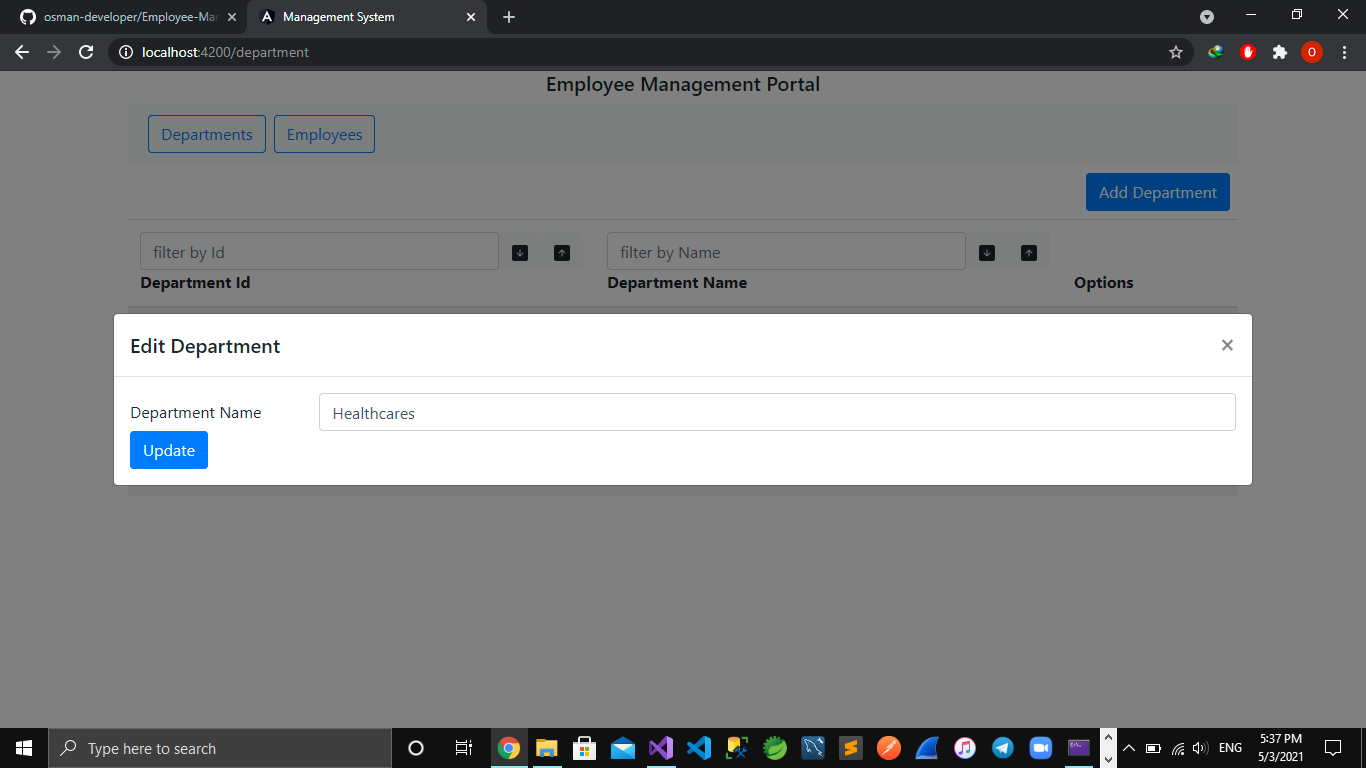 osman-developer/Employee-Mar
Management System
localhost:4200/department
O
Employee Management Portal
Departments
Employees
Add Department
filter by Id
filter by Name
Department Id
Department Name
Options
Edit Department
×
Department Name
Healthcares
Update
Type here to search
ENG
5:37 PM
5/3/2021